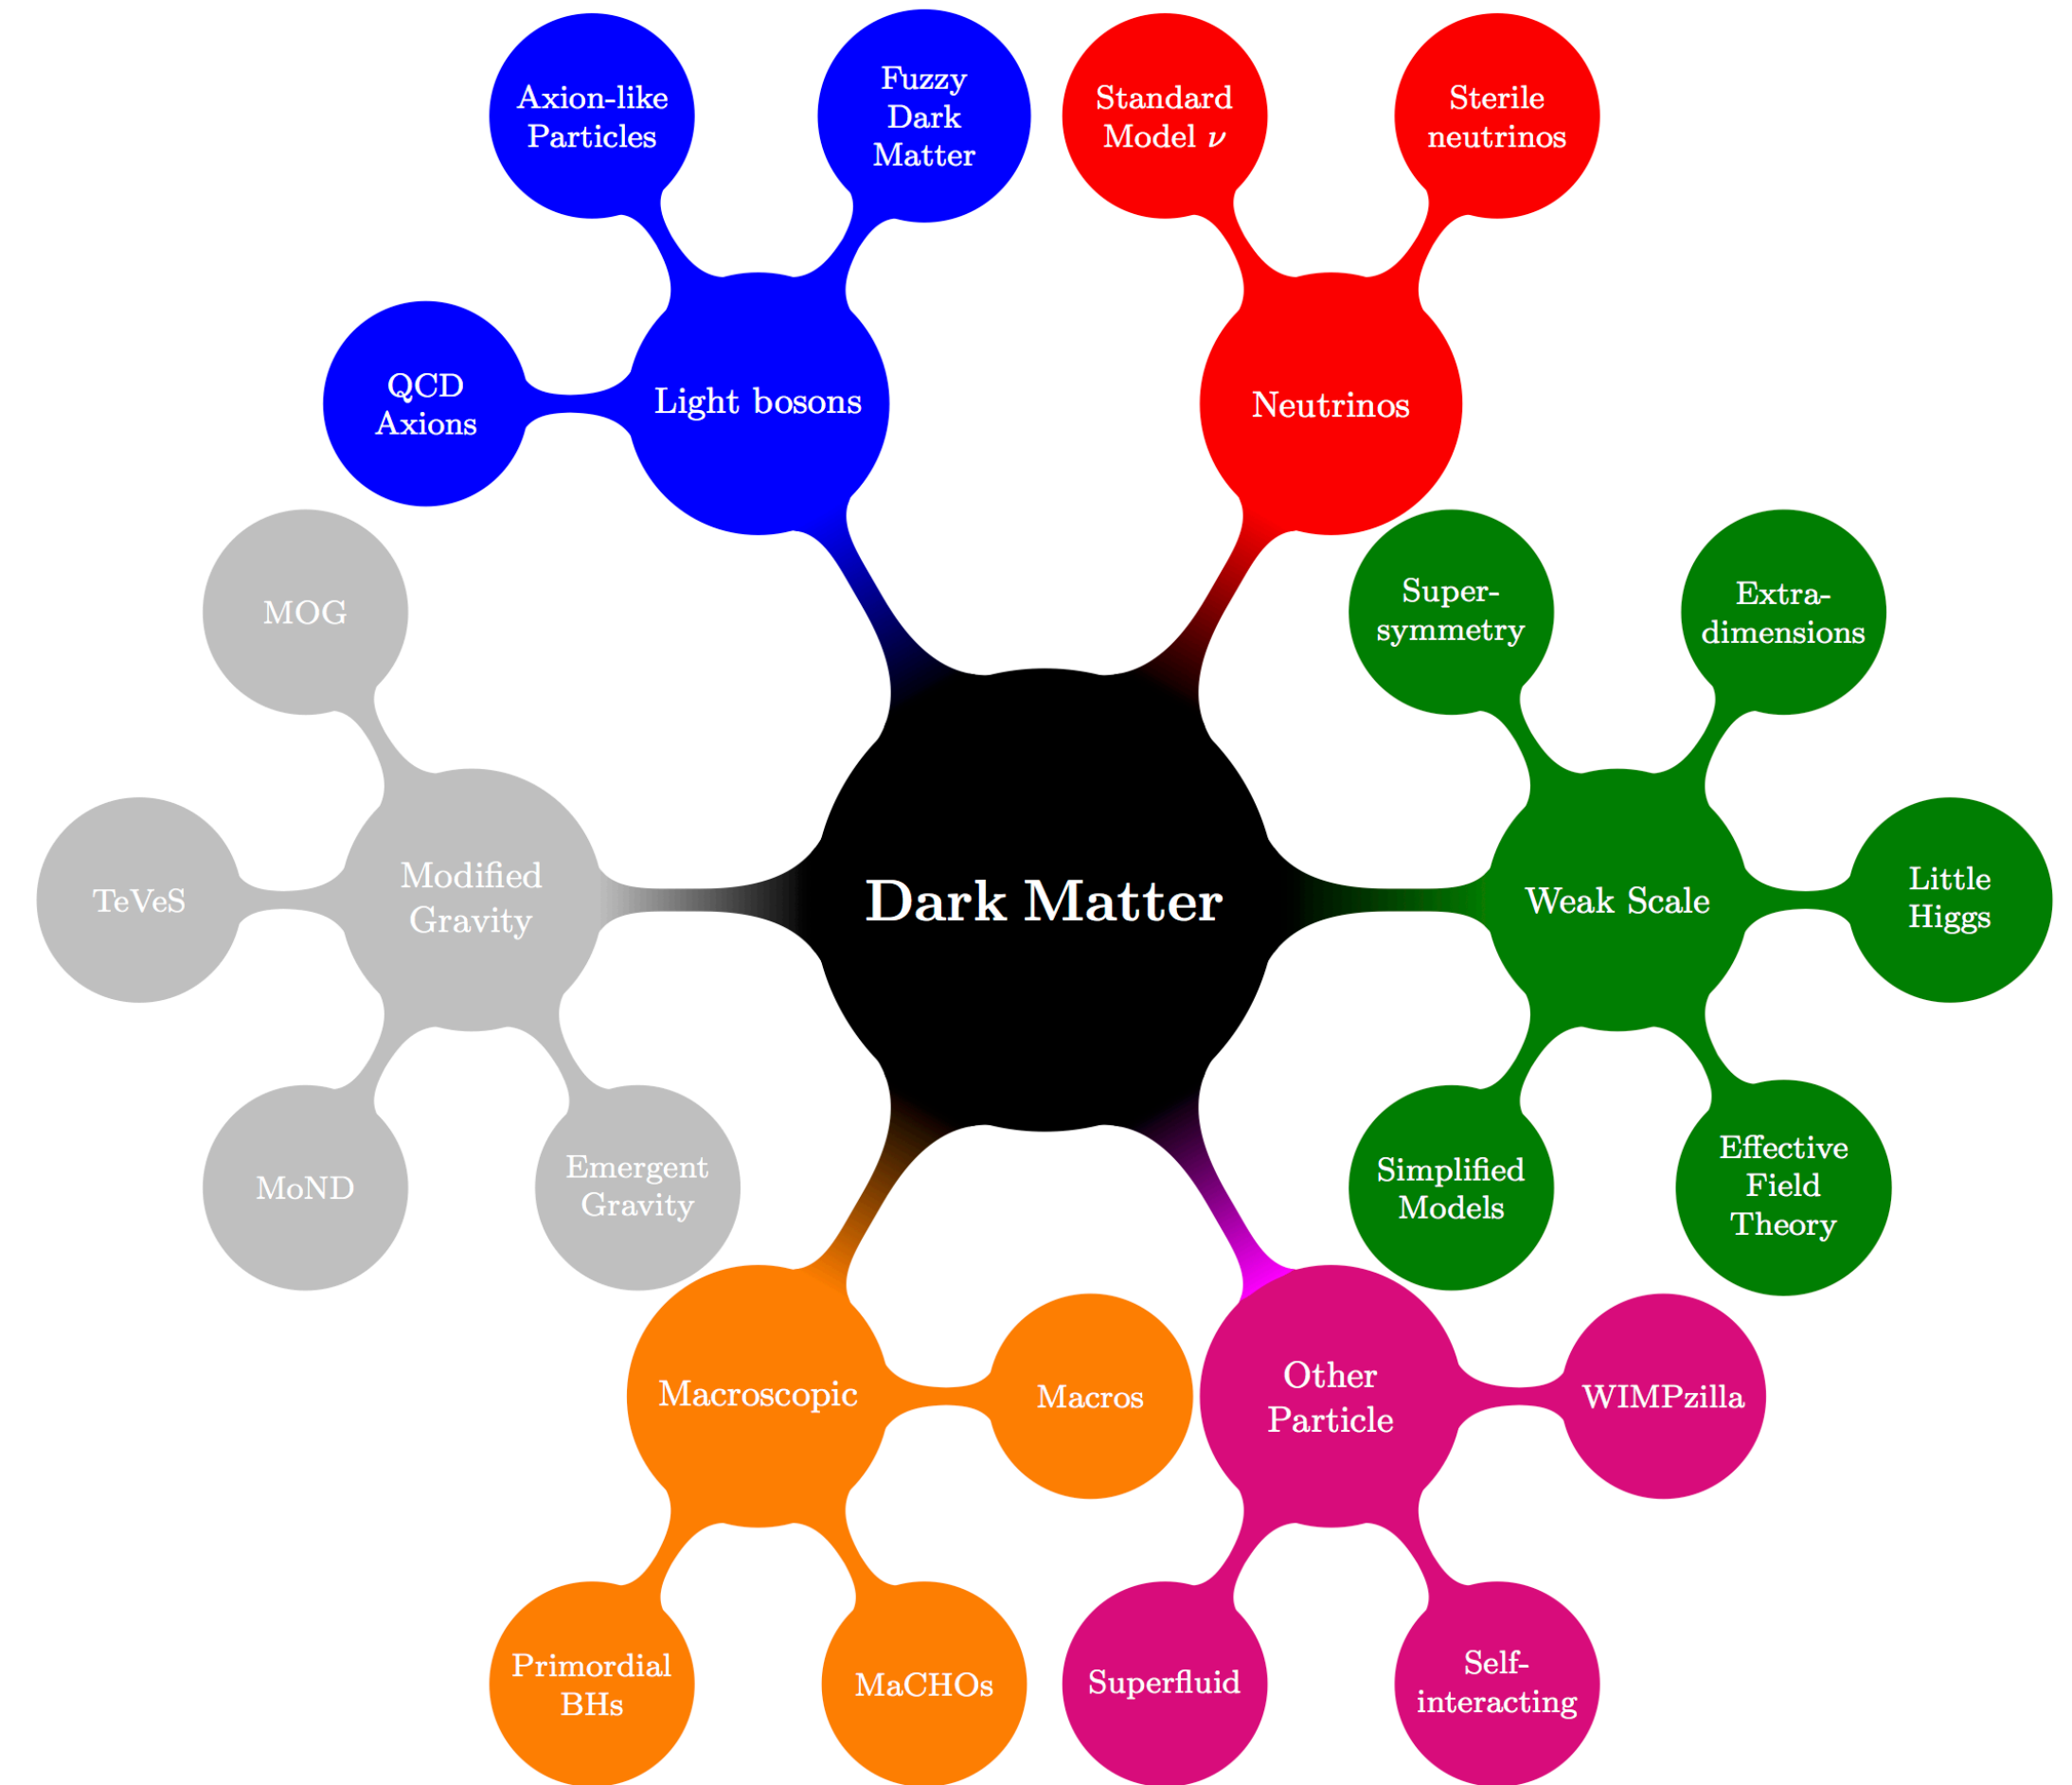 Axion-like
Particles
Fuzzy
Dark
Matter
Standard
Model ν
Sterile
neutrinos
QCD
Axions
Light bosons
Neutrinos
MOG
Super-
symmetry
Extra-
dimensions
TeVeS
Modified
Gravity
Dark Matter
Weak Scale
Little
Higgs
MoND
Emergent
Gravity
Simplified
Models
Effective
Field
Theory
Macroscopic
Macros
Other
Particle
WIMPzilla
Primordial
BHs
MaCHOs
Superfluid
Self-
interacting